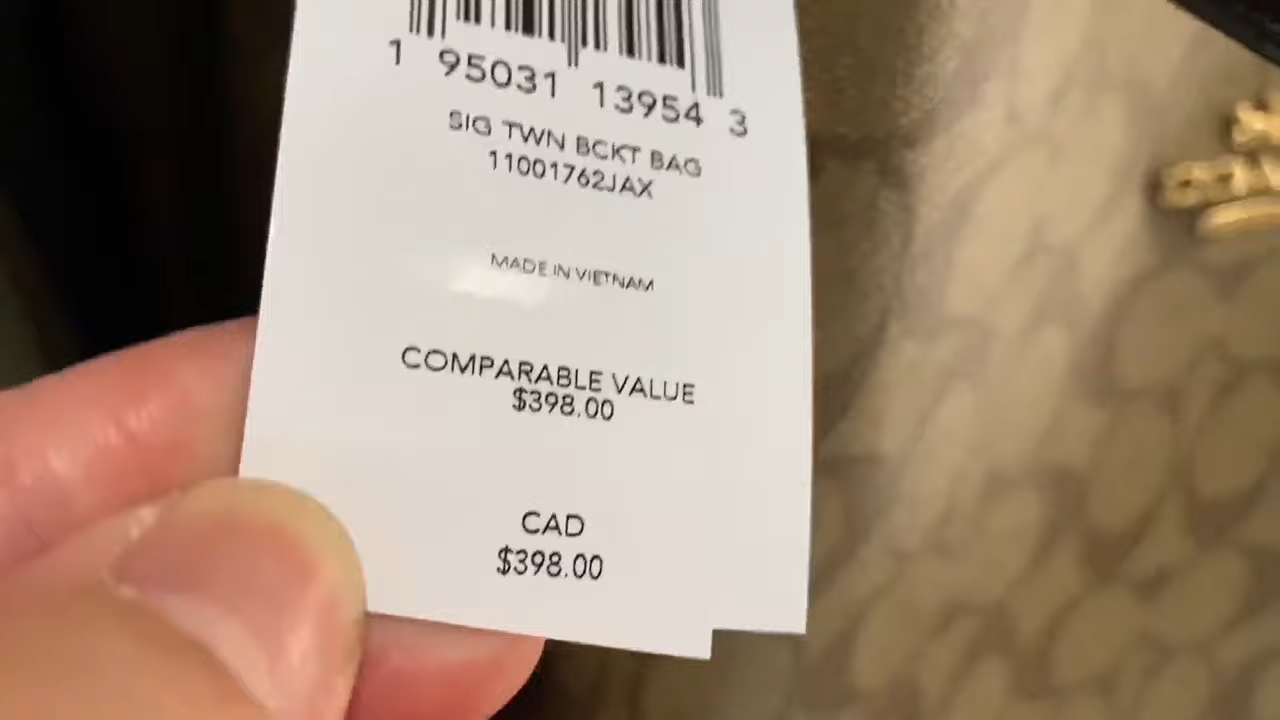 1 95031 13954 3
SIG TWN BCKT BAG
11001762JAX
MADE IN VIETNAM
COMPARABLE VALUE
$398.00
CAD
$398.00